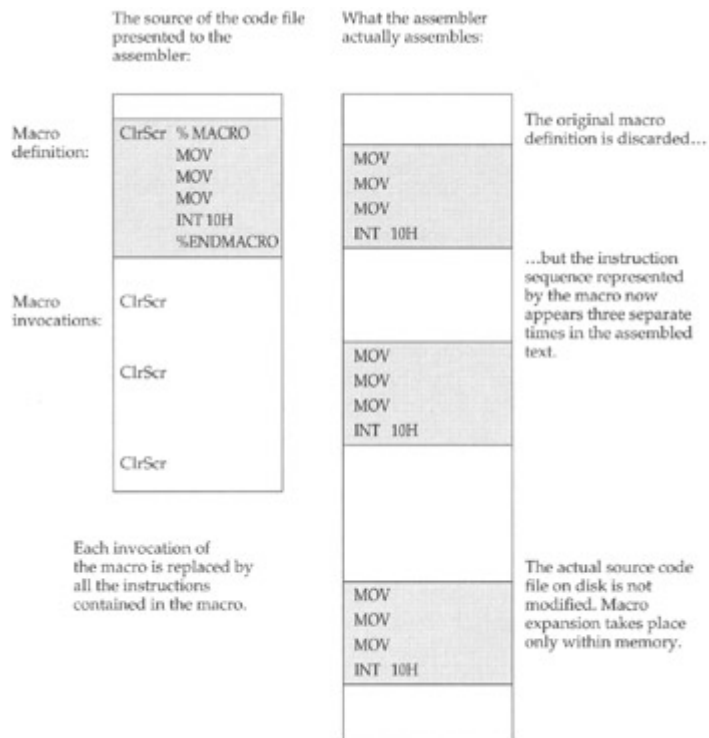 The source of the code file
presented to the
assembler:
What the assembler
actually assembles:
Macro
definition:
ClrScr % MACRO
MOV
MOV
MOV
INT 10H
%ENDMACRO
Macro
invocations:
ClrScr
ClrScr
ClrScr
Each invocation of
the macro is replaced by
all the instructions
contained in the macro.
MOV
MOV
MOV
INT 10H
MOV
MOV
MOV
INT 10H
MOV
MOV
MOV
INT 10H
The original macro
definition is discarded...
...but the instruction
sequence represented
by the macro now
appears three separate
times in the assembled
text.
The actual source code
file on disk is not
modified. Macro
expansion takes place
only within memory.